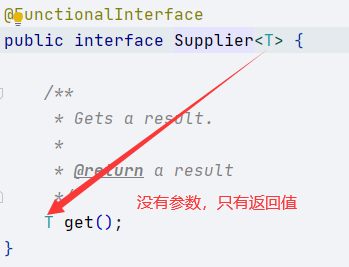 @FunctionalInterface
public interface Supplier<T> {
/**
* Gets a result.
*
* @return a result
*
没有参数，只有返回值
T get();
}